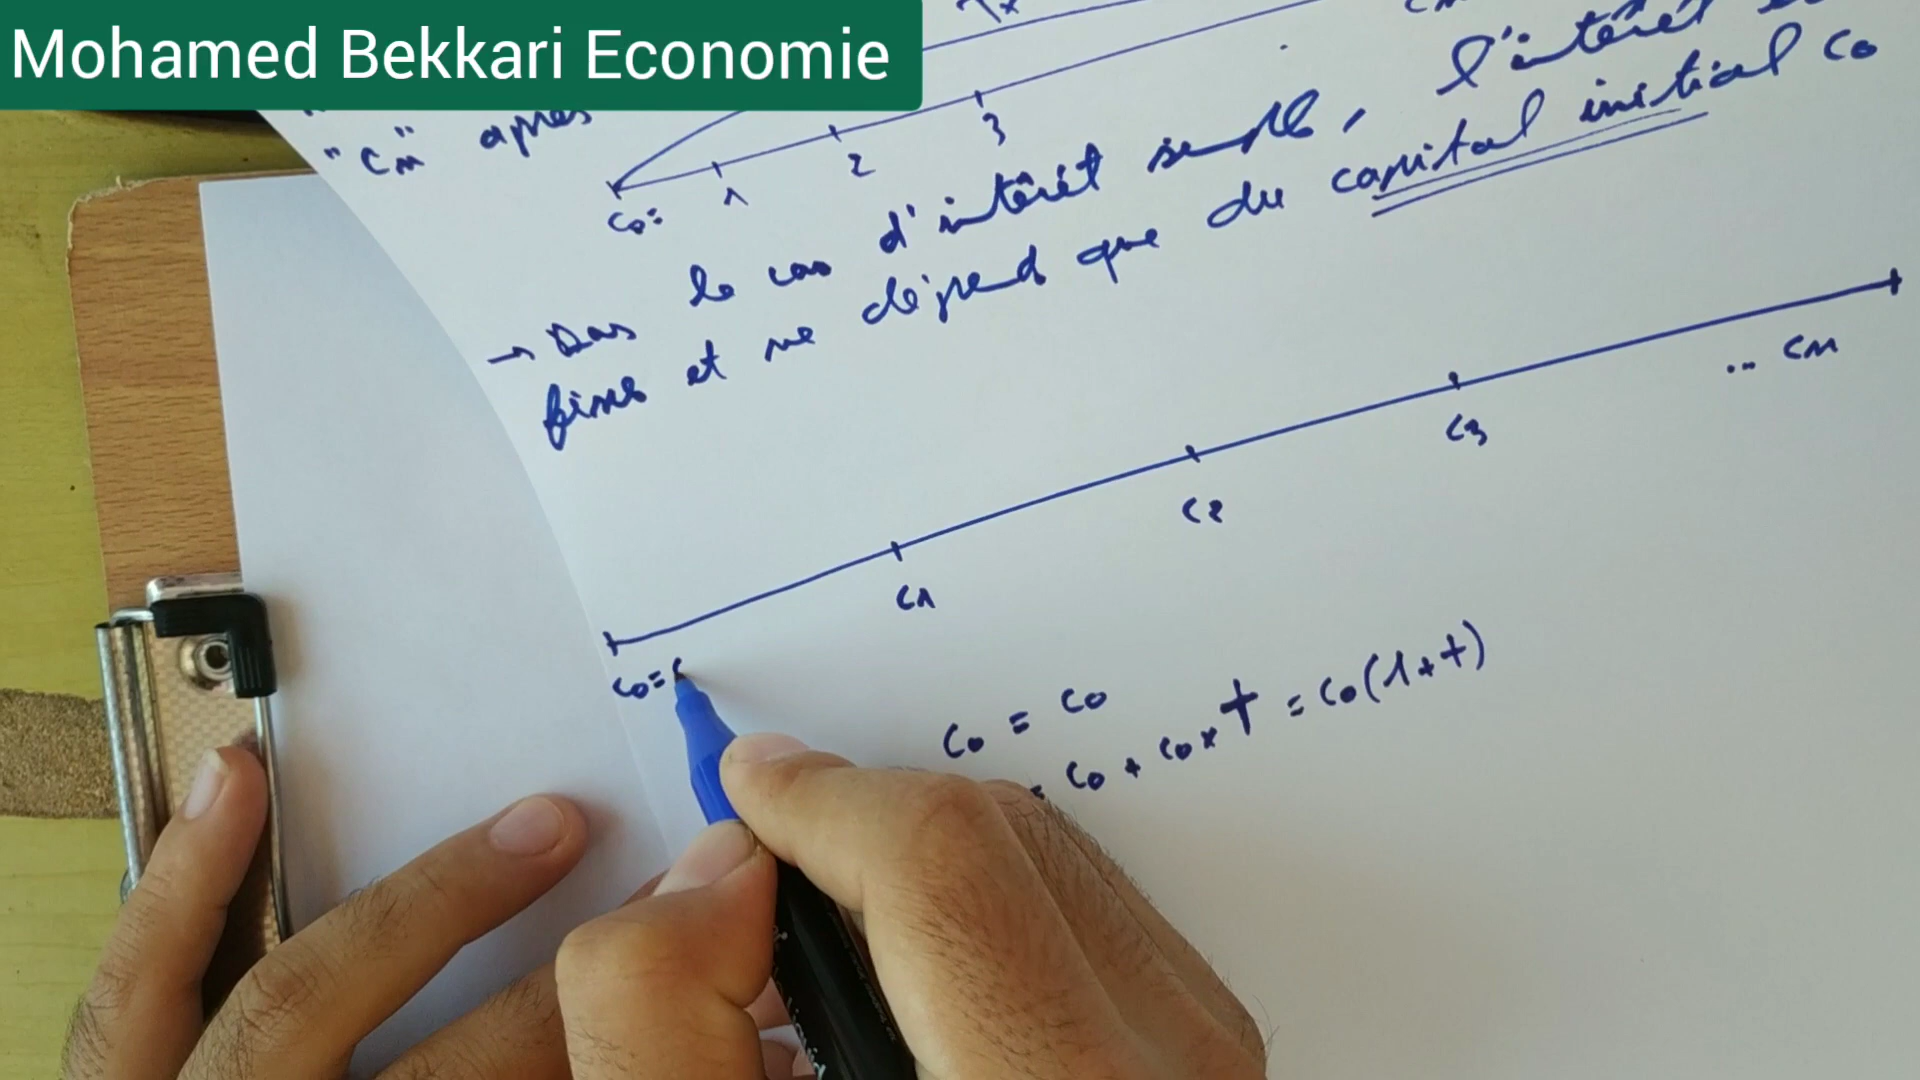 Mohamed Bekkari Economie
"Cn" après
C0=
1
2
3
→ Dans le cas d'intérêt simple, l'intérêt
fixe et ne dépend que du capital initial C0
C0=
C1
C2
C3
... Cn
C0 = C0
= C0 + C0 x t = C0(1+t)